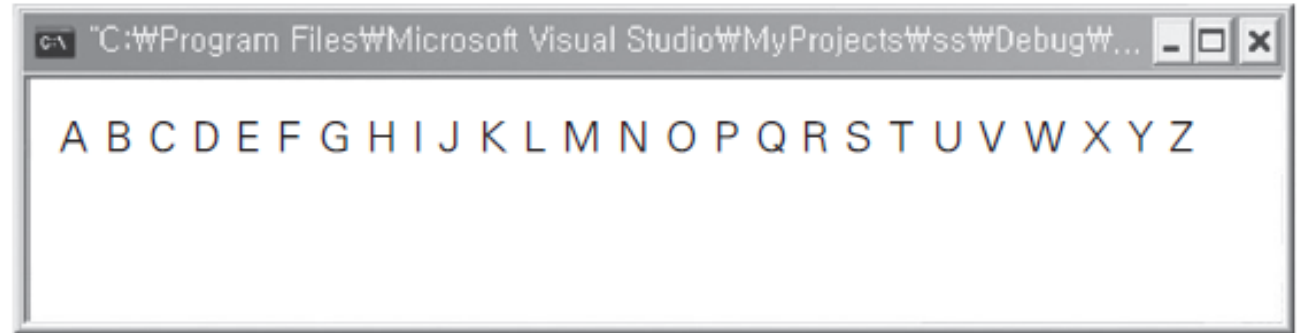 "C:₩Program Files₩Microsoft Visual Studio₩MyProjects₩ss₩Debug₩...
A B C D E F G H I J K L M N O P Q R S T U V W X Y Z